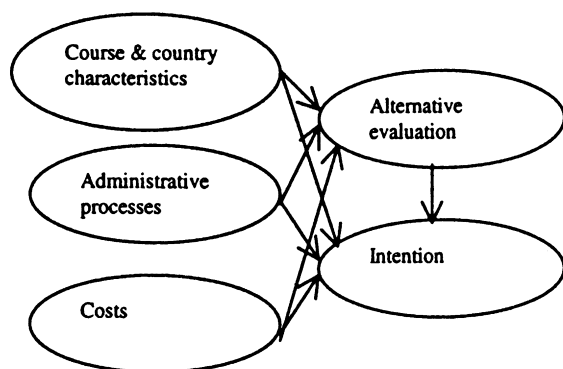 Course & country
characteristics
Alternative
evaluation
Administrative
processes
Intention
Costs